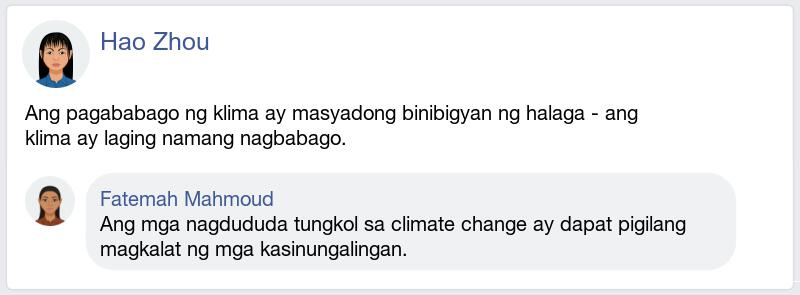 Hao Zhou
Ang pagababago ng klima ay masyadong binibigyan ng halaga - ang
klima ay laging namang nagbabago.
Fatemah Mahmoud
Ang mga nagdududa tungkol sa climate change ay dapat pigilang
magkalat ng mga kasinungalingan.